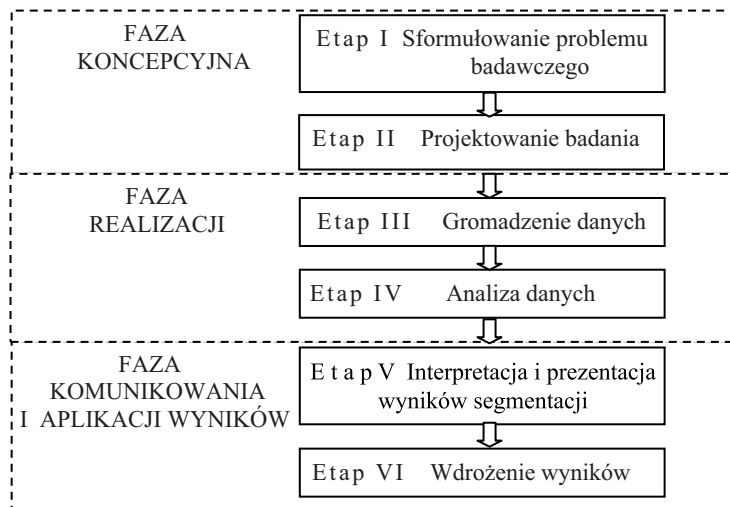 FAZA
KONCEPCYJNA
Etap I Sformułowanie problemu
badawczego
Etap II Projektowanie badania
FAZA
REALIZACJI
Etap III Gromadzenie danych
Etap IV Analiza danych
FAZA
KOMUNIKOWANIA
I APLIKACJI WYNIKÓW
Etap V Interpretacja i prezentacja
wyników segmentacji
Etap VI Wdrożenie wyników